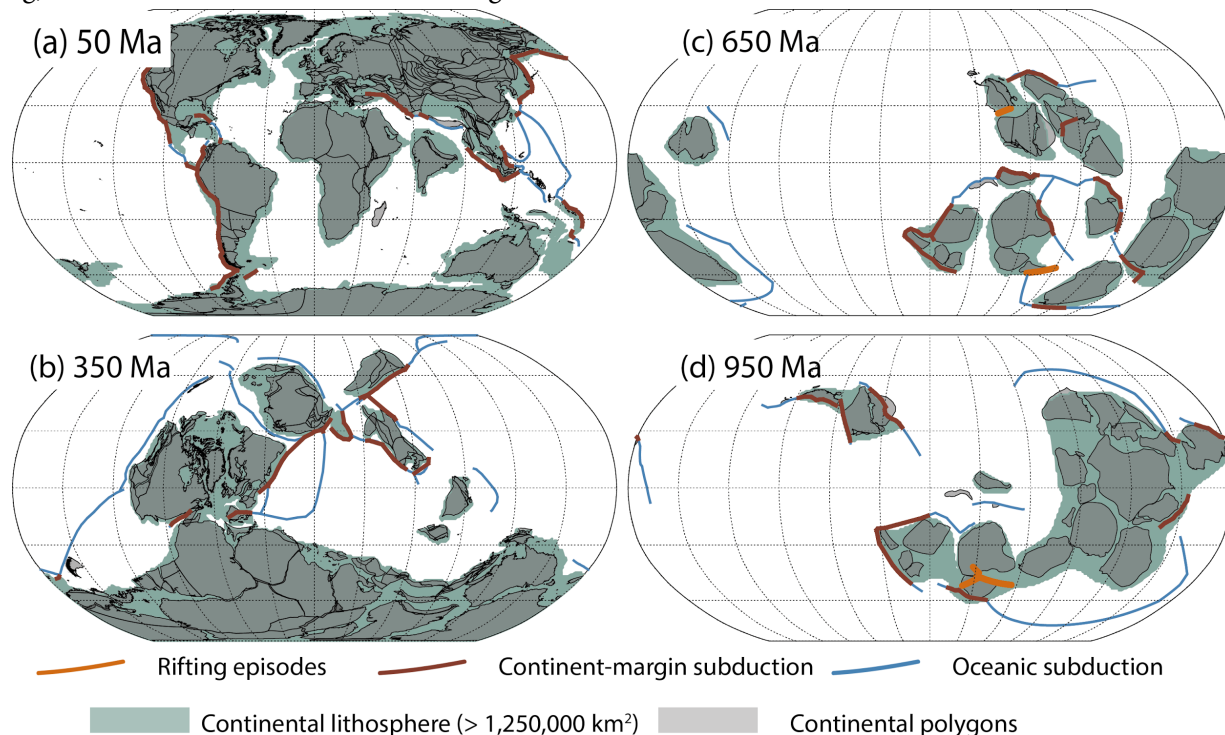 (a) 50 Ma
(c) 650 Ma
(b) 350 Ma
(d) 950 Ma
Rifting episodes
Continent-margin subduction
Oceanic subduction
Continental lithosphere (> 1,250,000 km²)
Continental polygons